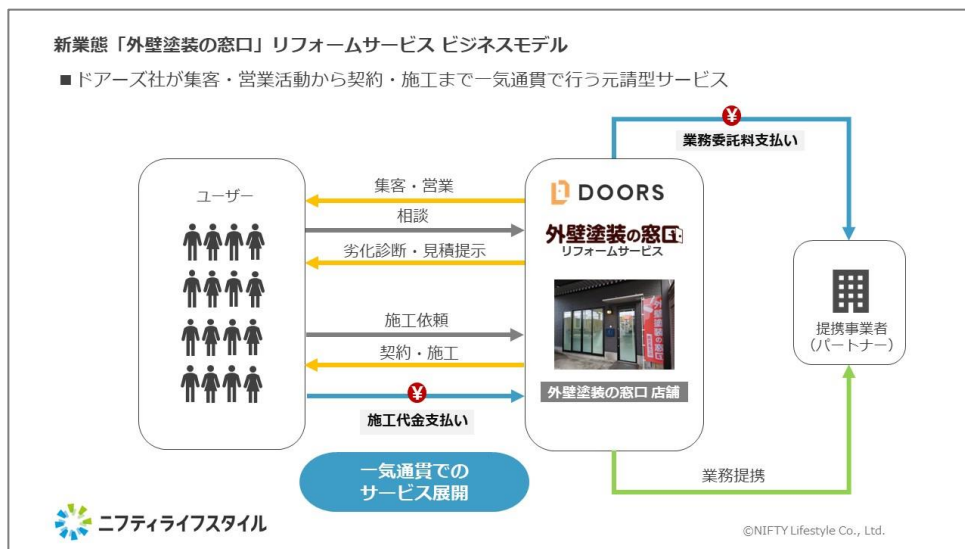 新業態「外壁塗装の窓口」リフォームサービス ビジネスモデル
■ドアーズ社が集客・営業活動から契約・施工まで一気通貫で行う元請型サービス
¥
業務委託料支払い
ユーザー
集客・営業
相談
劣化診断・見積提示
施工依頼
契約・施工
¥
施工代金支払い
DOORS
外壁塗装の窓口
リフォームサービス
外壁塗装の窓口
外壁塗装の窓口 店舗
提携事業者
（パートナー）
業務提携
一気通貫での
サービス展開
ニフティライフスタイル
©NIFTY Lifestyle Co., Ltd.